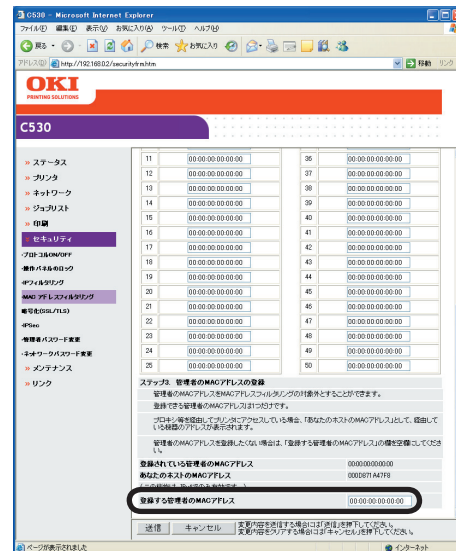 C530 - Microsoft Internet Explorer
ファイル(F) 編集(E) 表示(V) お気に入り(A) ツール(T) ヘルプ(H)
戻る 検索 お気に入り
アドレス(D) http://192.168.0.2/securityfrm.htm 移動 リンク
OKI
PRINTING SOLUTIONS
C530
» ステータス
» プリンタ
» ネットワーク
» ジョブリスト
» 印刷
» セキュリティ
・プロトコルON/OFF
・操作パネルのロック
・IPフィルタリング
・MAC アドレスフィルタリング
暗号化(SSL/TLS)
・IPSec
・管理者パスワード変更
・ネットワークパスワード変更
» メンテナンス
» リンク
11 00:00:00:00:00:00 36 00:00:00:00:00:00
12 00:00:00:00:00:00 37 00:00:00:00:00:00
13 00:00:00:00:00:00 38 00:00:00:00:00:00
14 00:00:00:00:00:00 39 00:00:00:00:00:00
15 00:00:00:00:00:00 40 00:00:00:00:00:00
16 00:00:00:00:00:00 41 00:00:00:00:00:00
17 00:00:00:00:00:00 42 00:00:00:00:00:00
18 00:00:00:00:00:00 43 00:00:00:00:00:00
19 00:00:00:00:00:00 44 00:00:00:00:00:00
20 00:00:00:00:00:00 45 00:00:00:00:00:00
21 00:00:00:00:00:00 46 00:00:00:00:00:00
22 00:00:00:00:00:00 47 00:00:00:00:00:00
23 00:00:00:00:00:00 48 00:00:00:00:00:00
24 00:00:00:00:00:00 49 00:00:00:00:00:00
25 00:00:00:00:00:00 50 00:00:00:00:00:00
ステップ3. 管理者のMACアドレスの登録
管理者のMACアドレスをMACアドレスフィルタリングの対象外とすることができます。
登録できる管理者のMACアドレスは1つだけです。
プロキシ等を経由してプリンタにアクセスしている場合、「あなたのホストのMACアドレス」として、経由して
いる機器のアドレスが表示されます。
管理者のMACアドレスを登録したくない場合は、「登録する管理者のMACアドレス」の欄を空欄にしてくださ
い。
登録されている管理者のMACアドレス 000000000000
あなたのホストのMACアドレス 000D871A47F8
登録する管理者のMACアドレス 00:00:00:00:00:00
送信 キャンセル 変更内容を送信する場合には「送信」を押下してください。
変更内容をクリアする場合には「キャンセル」を押下してください。
ページが表示されました インターネット